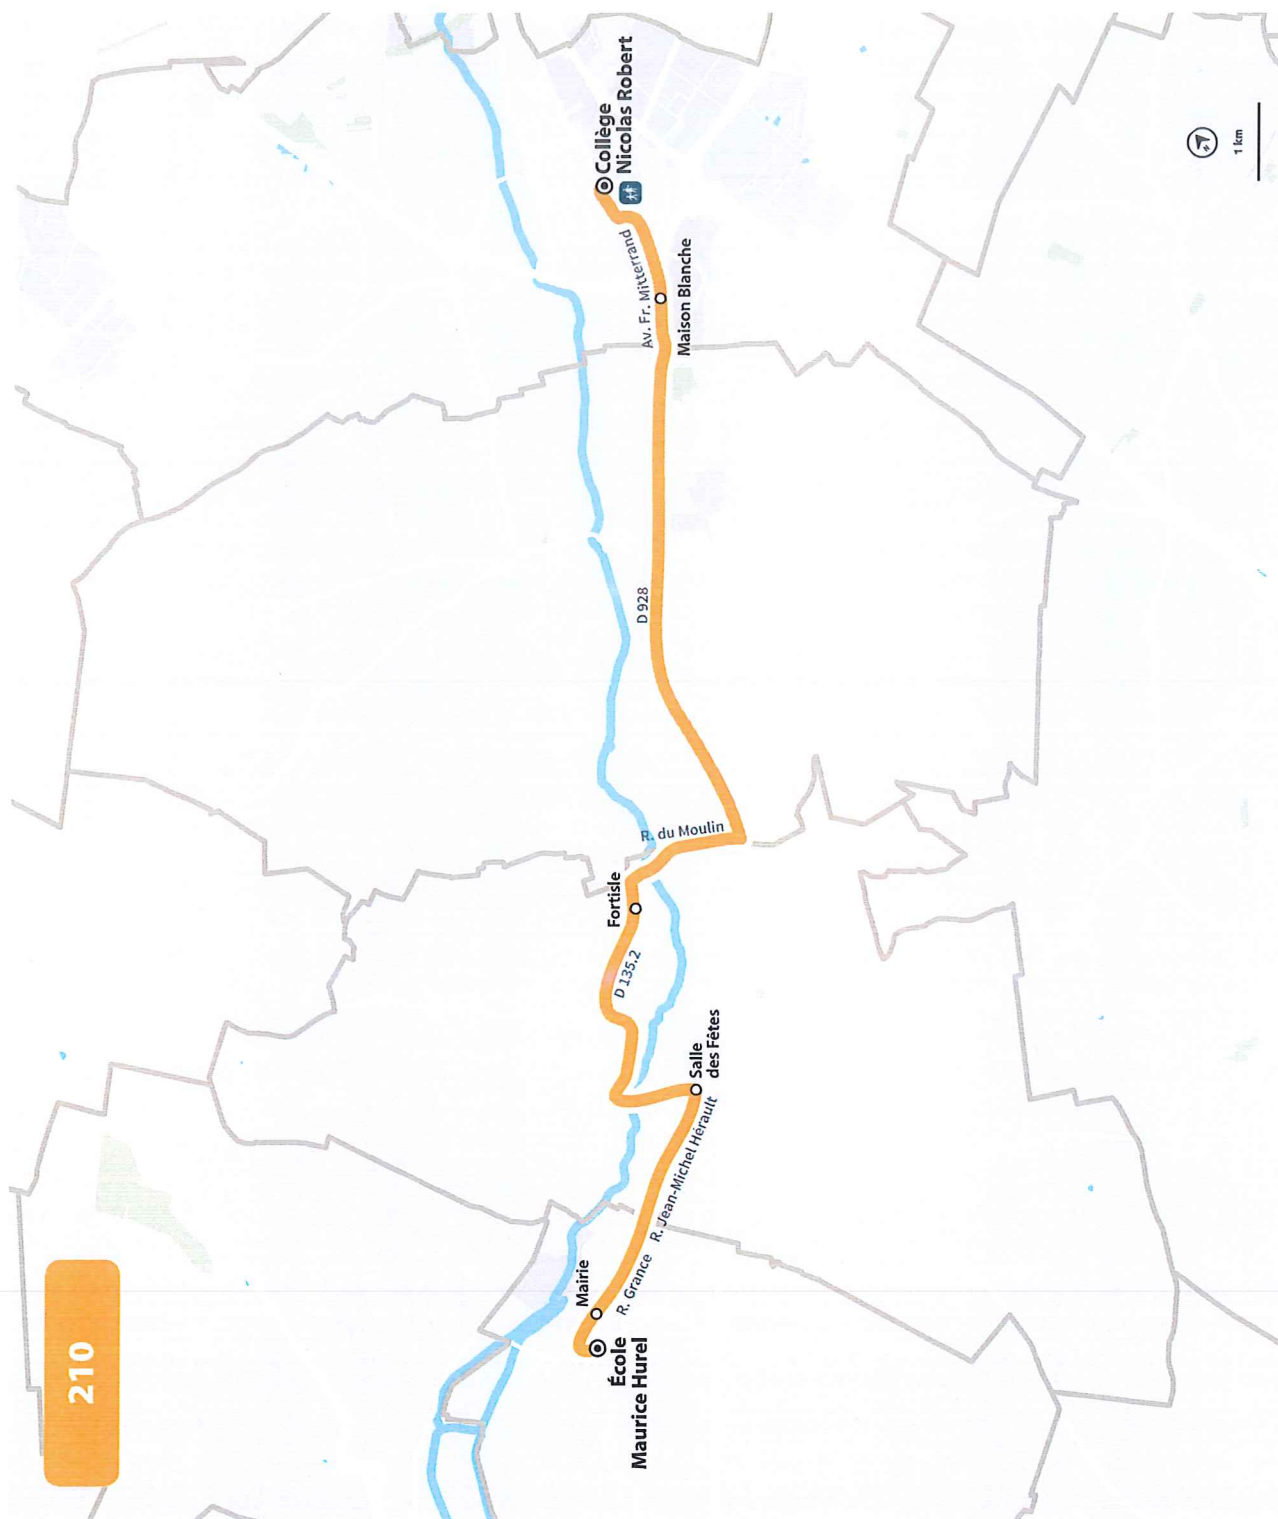 210
École
Maurice Hurel
Mairie
R. Grance
R. Jean-Michel Hérault
Salle
des Fêtes
D 135.2
Fortisle
R. du Moulin
D 928
Maison Blanche
Av. Fr. Mitterrand
Collège
Nicolas Robert
1 km